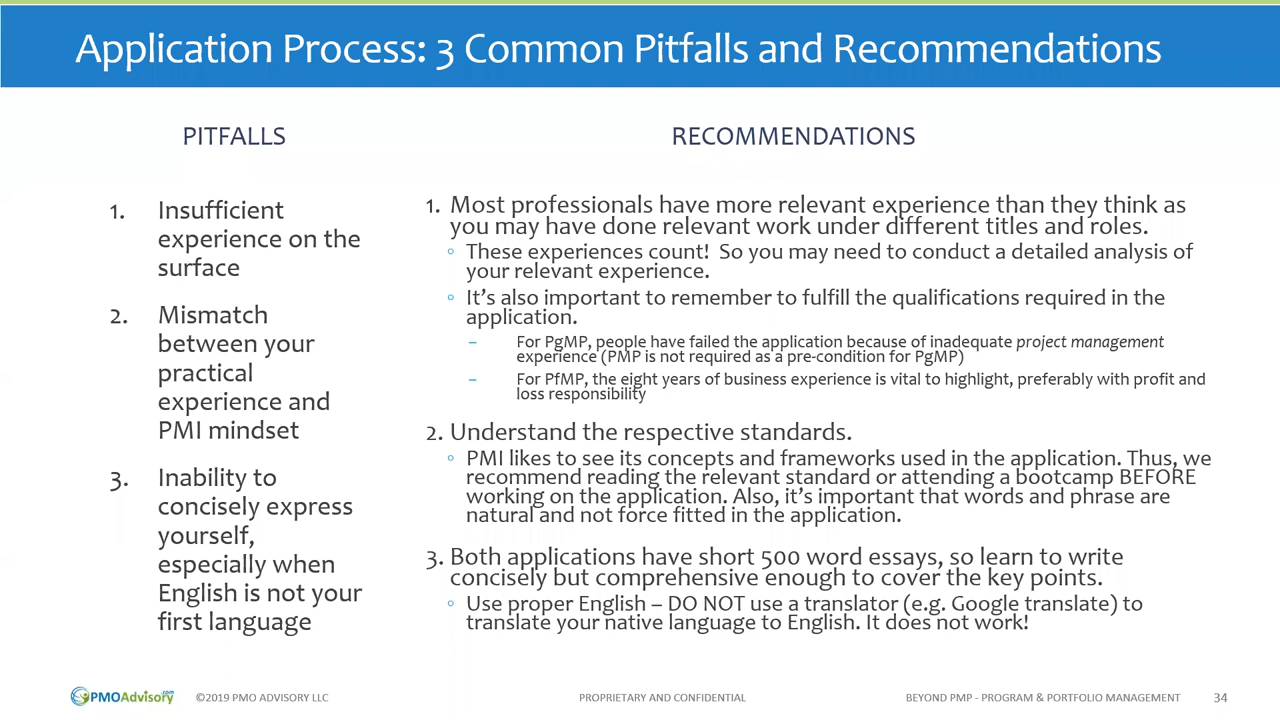 Application Process: 3 Common Pitfalls and Recommendations
PITFALLS
1. Insufficient
experience on the
surface
2. Mismatch
between your
practical
experience and
PMI mindset
3. Inability to
concisely express
yourself,
especially when
English is not your
first language
RECOMMENDATIONS
1. Most professionals have more relevant experience than they think as
you may have done relevant work under different titles and roles.
◦ These experiences count! So you may need to conduct a detailed analysis of
your relevant experience.
◦ It's also important to remember to fulfill the qualifications required in the
application.
– For PgMP, people have failed the application because of inadequate project management
experience (PMP is not required as a pre-condition for PgMP)
– For PfMP, the eight years of business experience is vital to highlight, preferably with profit and
loss responsibility
2. Understand the respective standards.
◦ PMI likes to see its concepts and frameworks used in the application. Thus, we
recommend reading the relevant standard or attending a bootcamp BEFORE
working on the application. Also, it's important that words and phrase are
natural and not force fitted in the application.
3. Both applications have short 500 word essays, so learn to write
concisely but comprehensive enough to cover the key points.
◦ Use proper English – DO NOT use a translator (e.g. Google translate) to
translate your native language to English. It does not work!
PMOAdvisory.com
©2019 PMO ADVISORY LLC
PROPRIETARY AND CONFIDENTIAL
BEYOND PMP - PROGRAM & PORTFOLIO MANAGEMENT
34